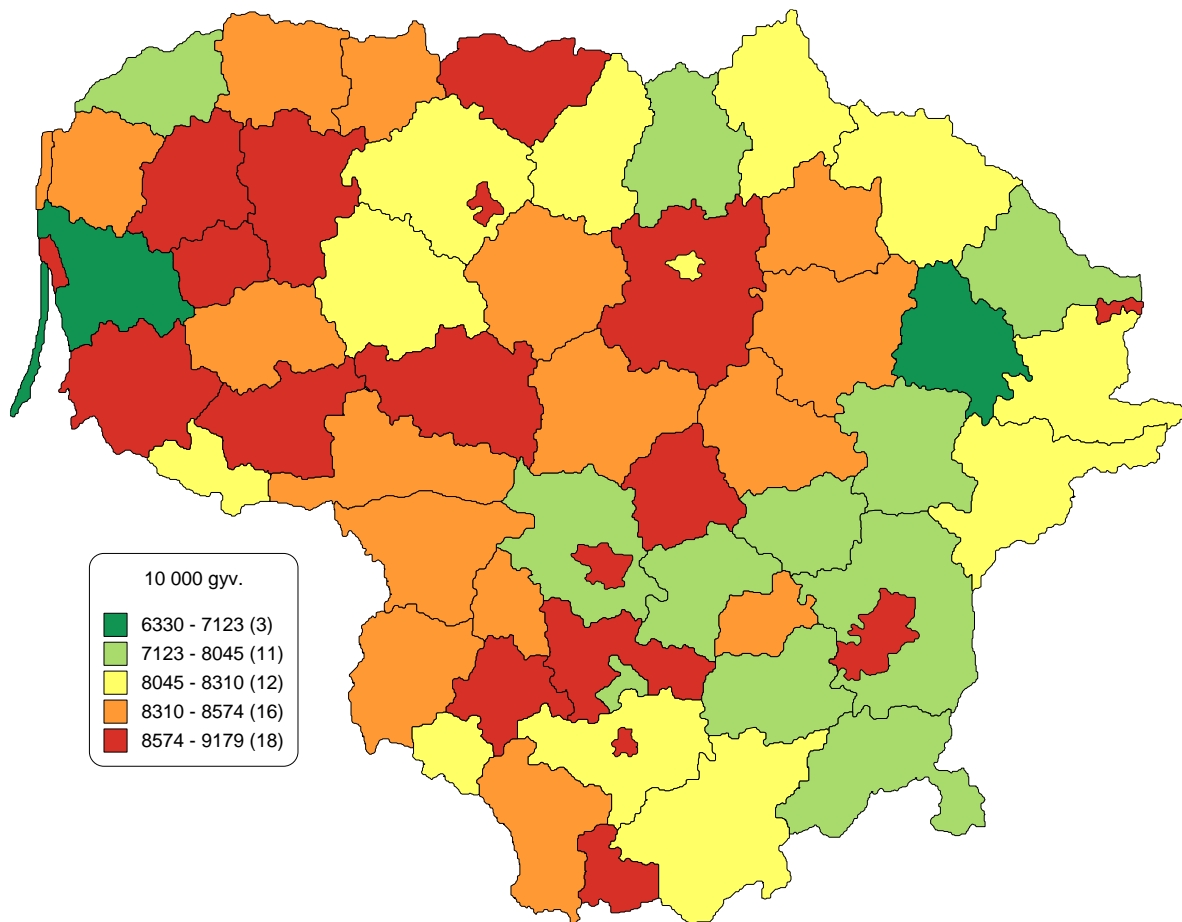 10 000 gyv.
6330 - 7123 (3)
7123 - 8045 (11)
8045 - 8310 (12)
8310 - 8574 (16)
8574 - 9179 (18)